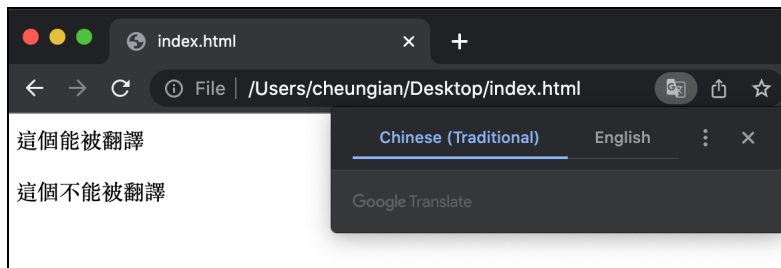 index.html
File | /Users/cheungian/Desktop/index.html
這個能被翻譯
這個不能被翻譯
Chinese (Traditional) English
Google Translate